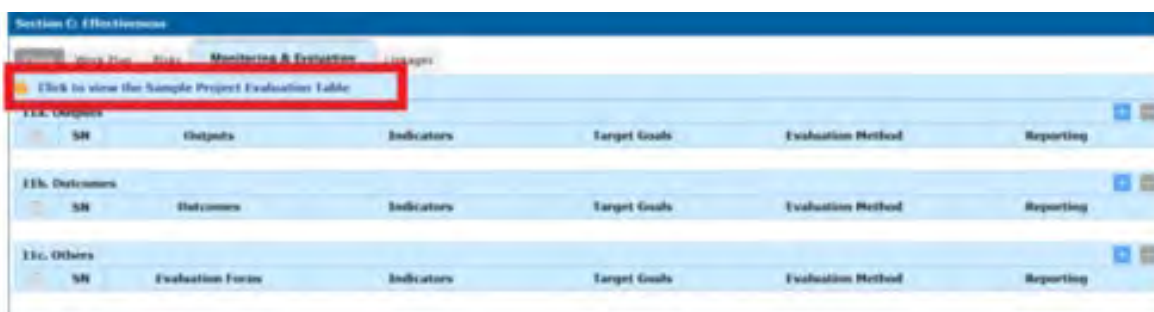 Section C: Effectiveness
Work Plan Risks Monitoring & Evaluation Linkages
Click to view the Sample Project Evaluation Table
11a. Outputs
SN Outputs Indicators Target Goals Evaluation Method Reporting
11b. Outcomes
SN Outcomes Indicators Target Goals Evaluation Method Reporting
11c. Others
SN Evaluation Forms Indicators Target Goals Evaluation Method Reporting